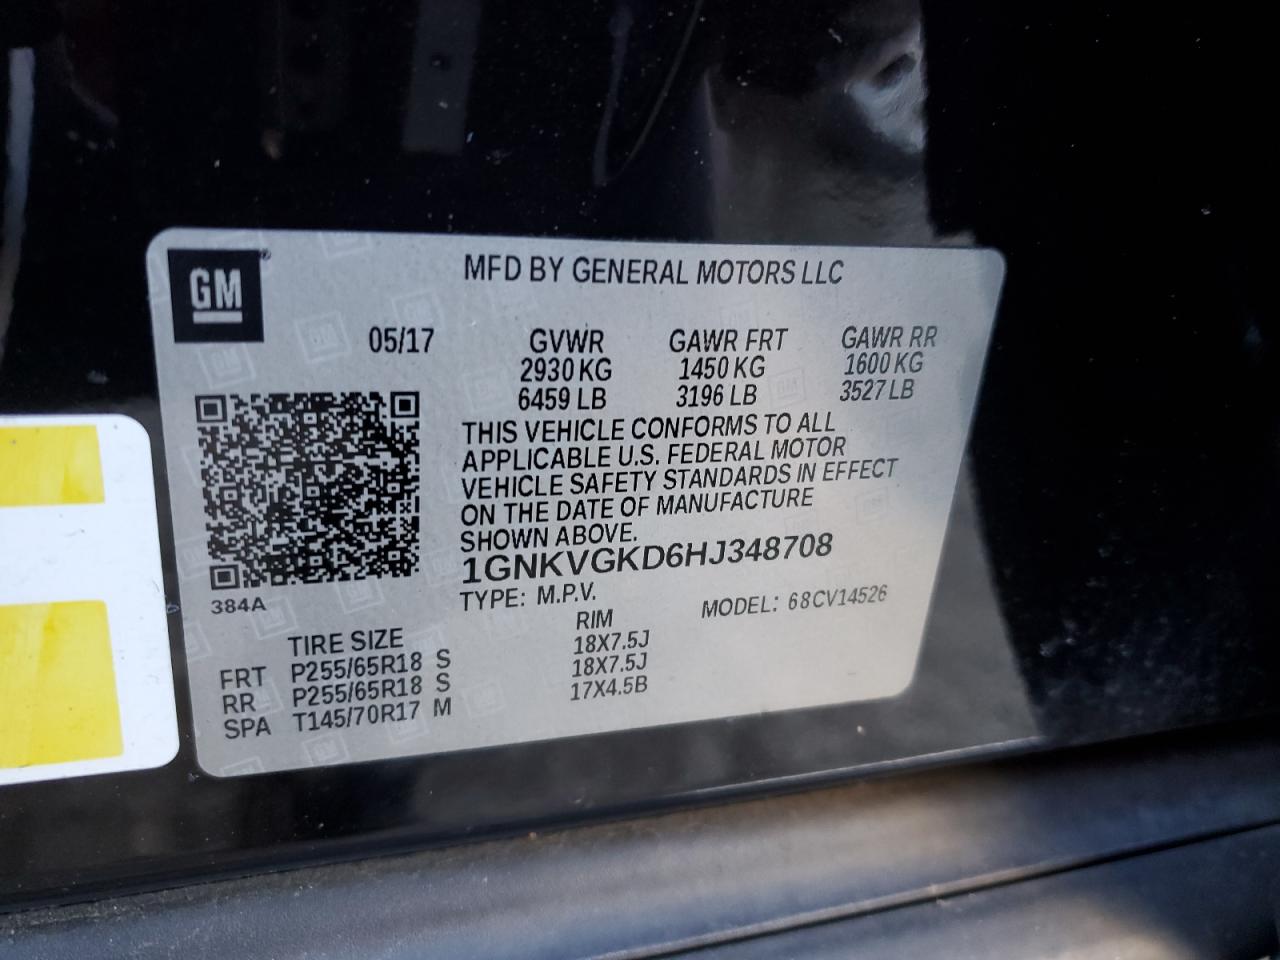 GM
MFD BY GENERAL MOTORS LLC
05/17 GVWR GAWR FRT GAWR RR
2930 KG 1450 KG 1600 KG
6459 LB 3196 LB 3527 LB
THIS VEHICLE CONFORMS TO ALL
APPLICABLE U.S. FEDERAL MOTOR
VEHICLE SAFETY STANDARDS IN EFFECT
ON THE DATE OF MANUFACTURE
SHOWN ABOVE.
1GNKVGKD6HJ348708
384A
TYPE: M.P.V. MODEL: 68CV14526
TIRE SIZE RIM
FRT P255/65R18 S 18X7.5J
RR P255/65R18 S 18X7.5J
SPA T145/70R17 M 17X4.5B